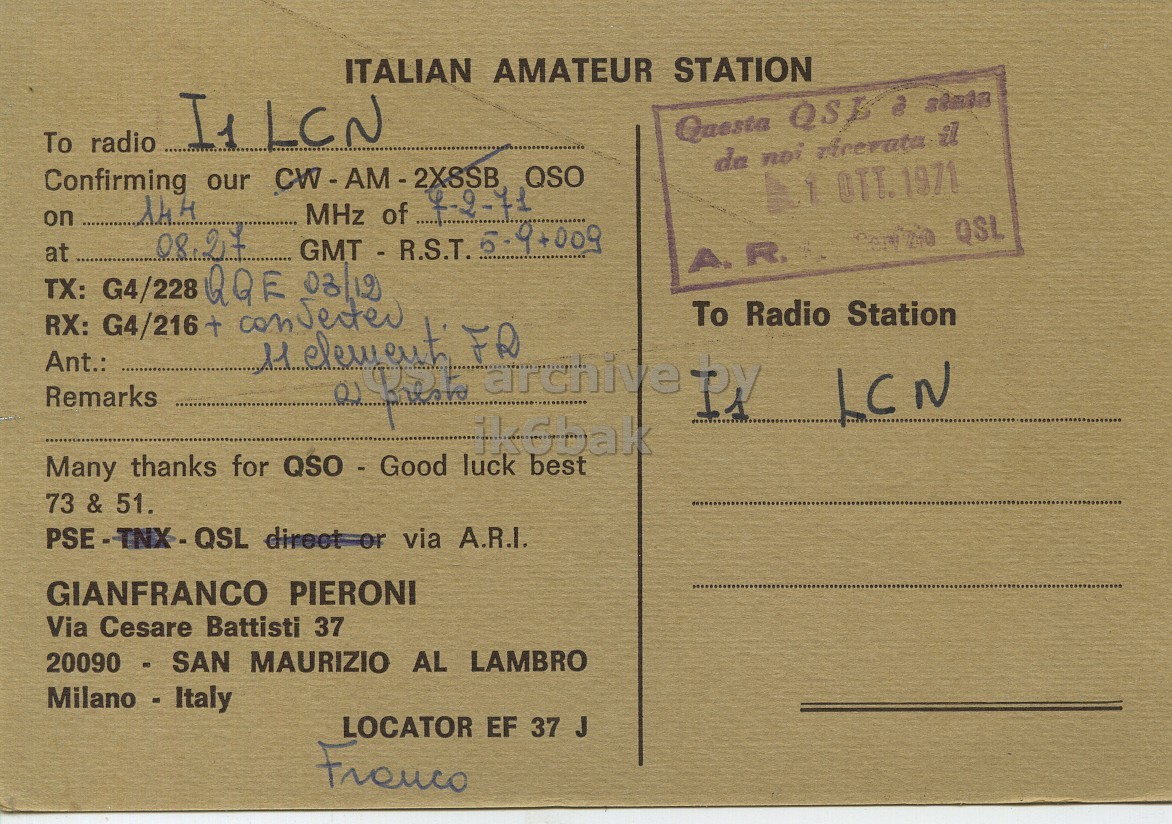 ITALIAN AMATEUR STATION
To radio I1 LCN
Confirming our CW - AM - 2XSSB QSO
on 144 MHz of 7-2-71
at 08.27 GMT - R.S.T. 5-9+009
TX: G4/228 QQE 03/12
RX: G4/216 + converter
Ant.: 11 elementi FR
Remarks a presto
Many thanks for QSO - Good luck best
73 & 51.
PSE - TNX - QSL direct or via A.R.I.
GIANFRANCO PIERONI
Via Cesare Battisti 37
20090 - SAN MAURIZIO AL LAMBRO
Milano - Italy
LOCATOR EF 37 J
Franco
Questa QSL è stata
da noi ricevuta il
1 OTT. 1971
A. R. Servizio QSL
To Radio Station
I1 LCN
QSL archive by
ik6bak